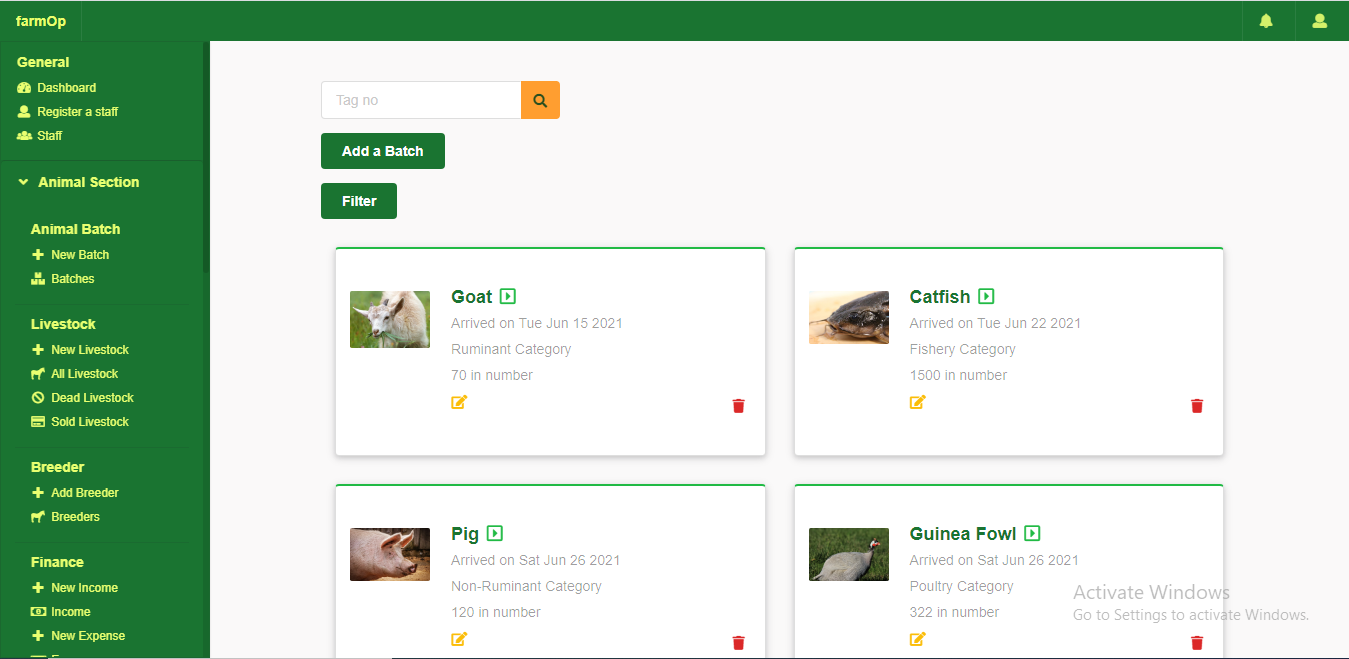 farmOp
General
Dashboard
Register a staff
Staff
Animal Section
Animal Batch
New Batch
Batches
Livestock
New Livestock
All Livestock
Dead Livestock
Sold Livestock
Breeder
Add Breeder
Breeders
Finance
New Income
Income
New Expense
Tag no
Add a Batch
Filter
Goat
Arrived on Tue Jun 15 2021
Ruminant Category
70 in number
Catfish
Arrived on Tue Jun 22 2021
Fishery Category
1500 in number
Pig
Arrived on Sat Jun 26 2021
Non-Ruminant Category
120 in number
Guinea Fowl
Arrived on Sat Jun 26 2021
Poultry Category
322 in number
Activate Windows
Go to Settings to activate Windows.